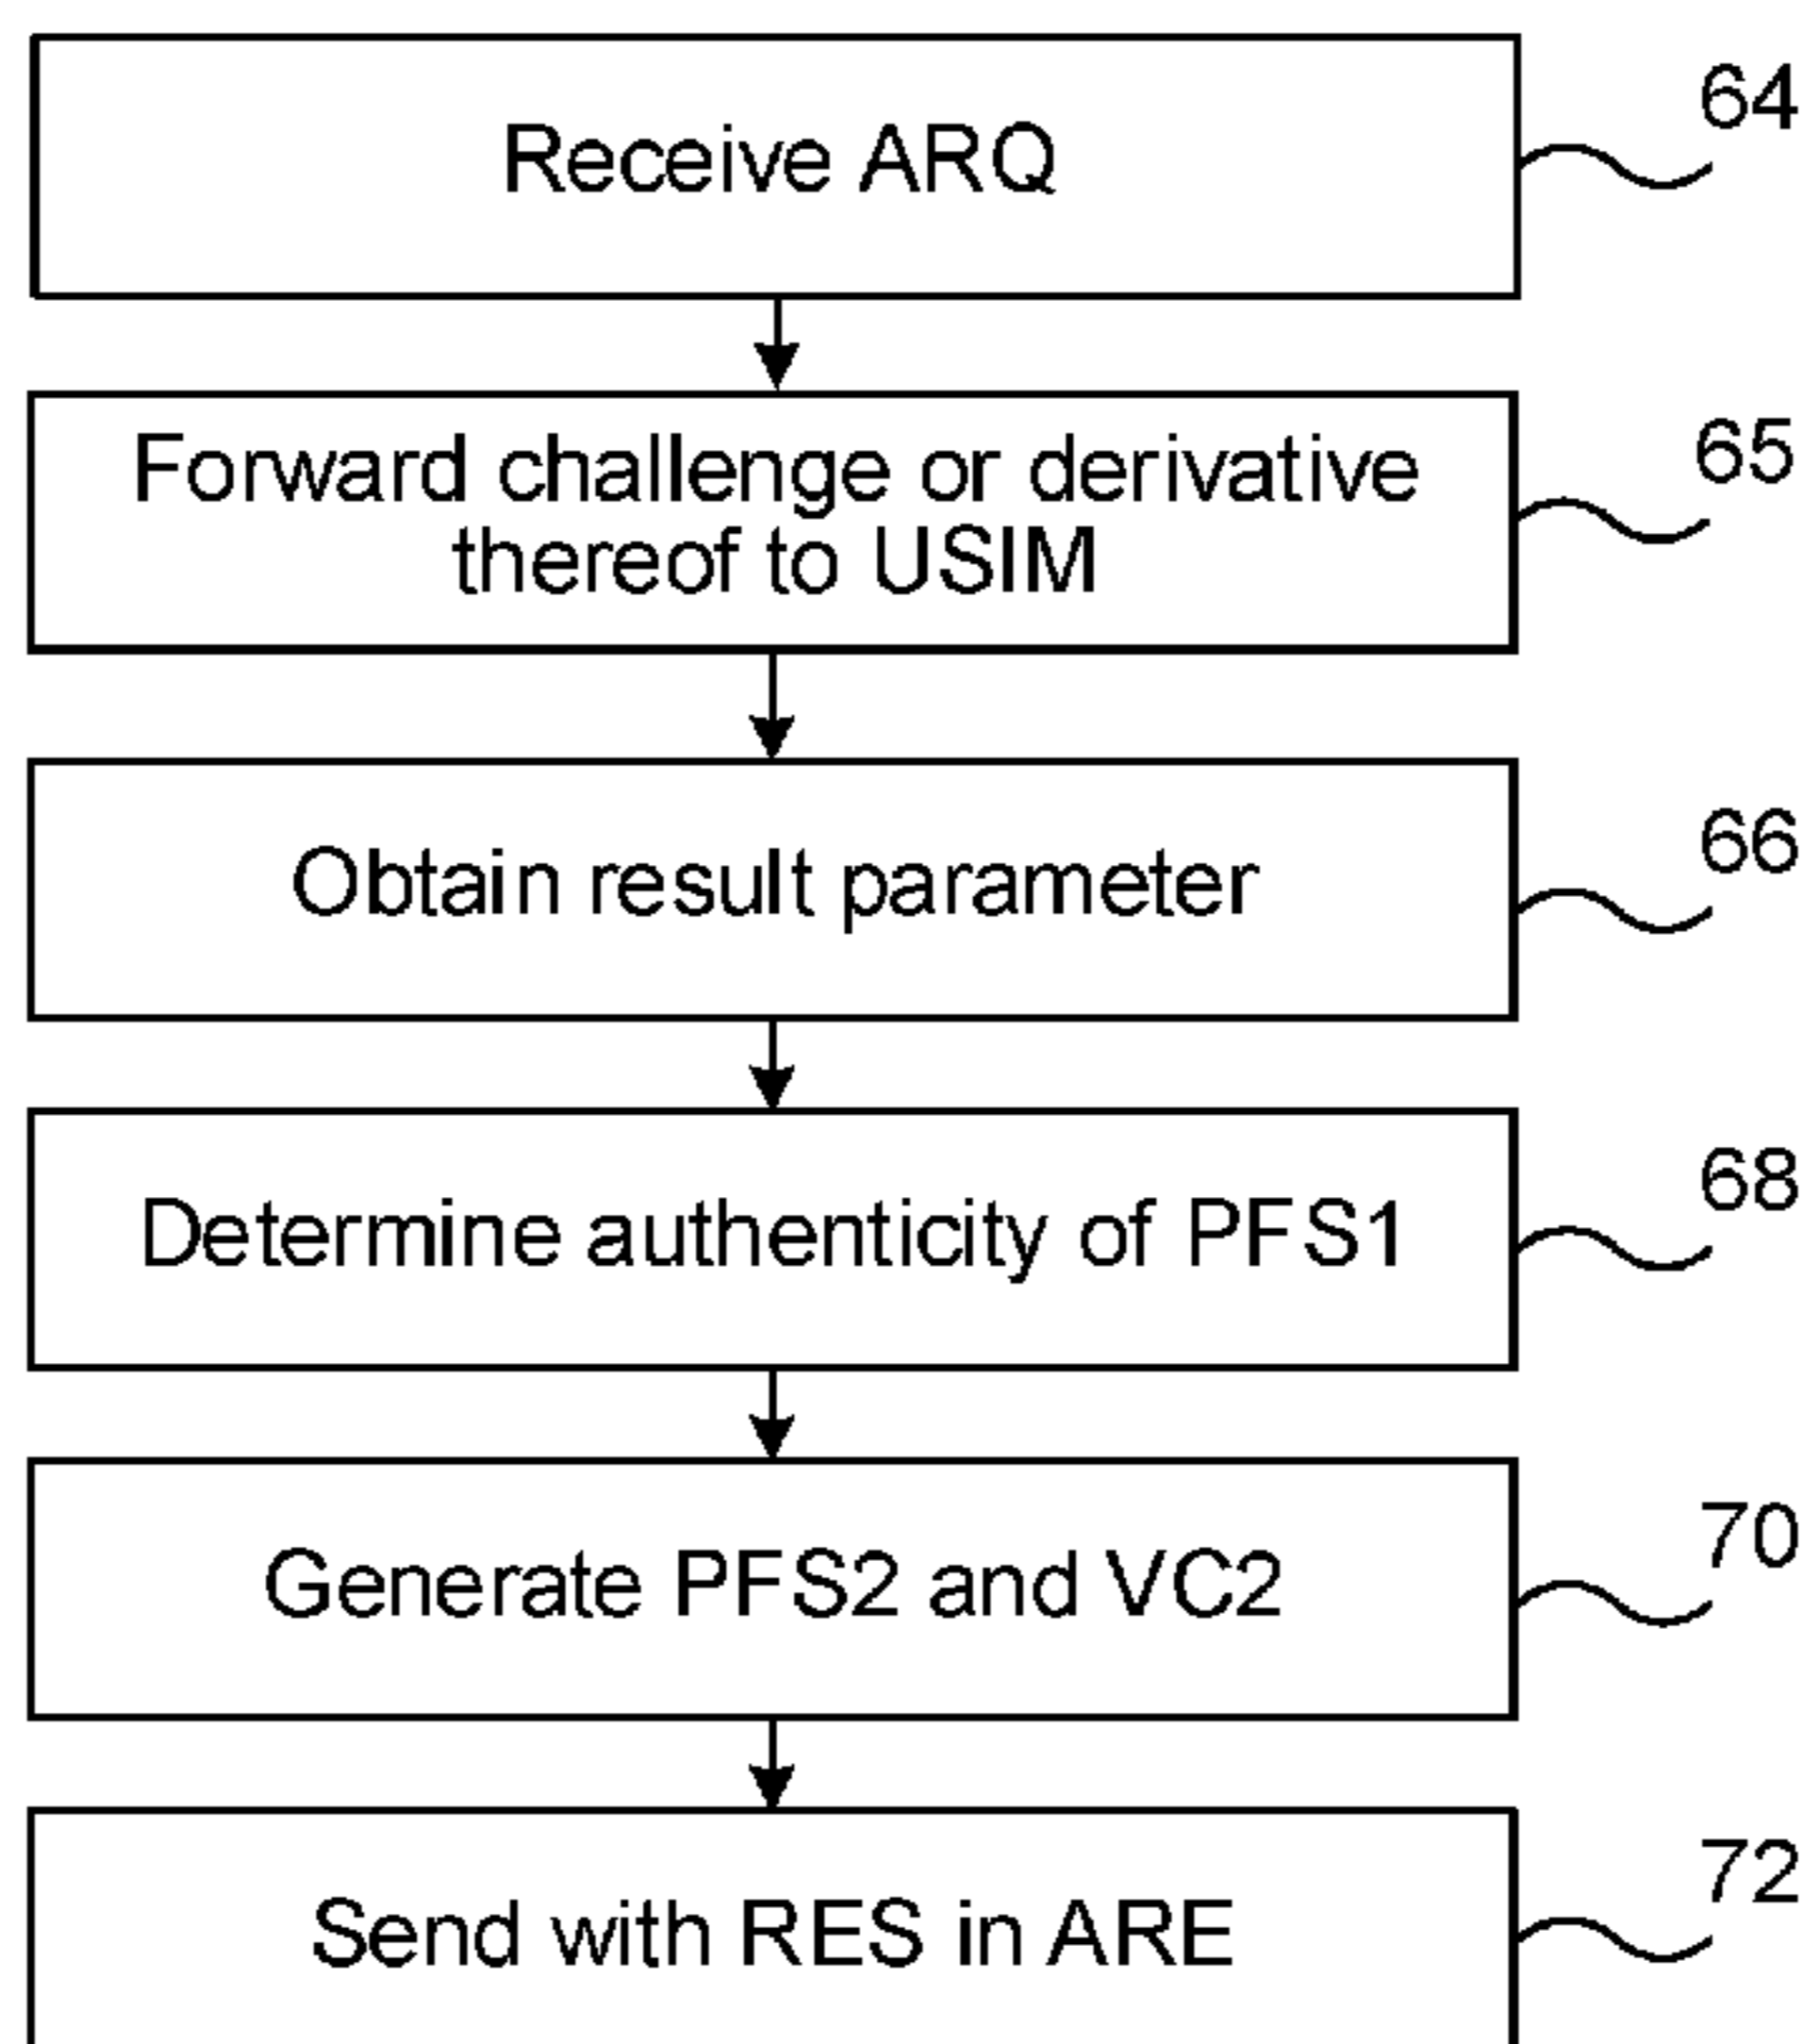 Receive ARQ
64
Forward challenge or derivative
thereof to USIM
65
Obtain result parameter
66
Determine authenticity of PFS1
68
Generate PFS2 and VC2
70
Send with RES in ARE
72